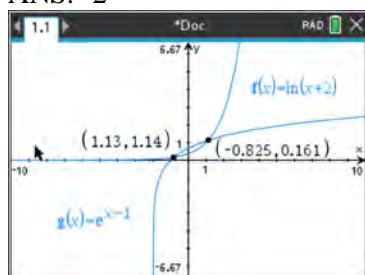 ANS: 2
1.1
*Doc
PAD
6.67
y
f(x)=ln(x+2)
(1.13,1.14)
1
(-0.825,0.161)
x
-10
1
10
g(x)=e^x-1
-6.67